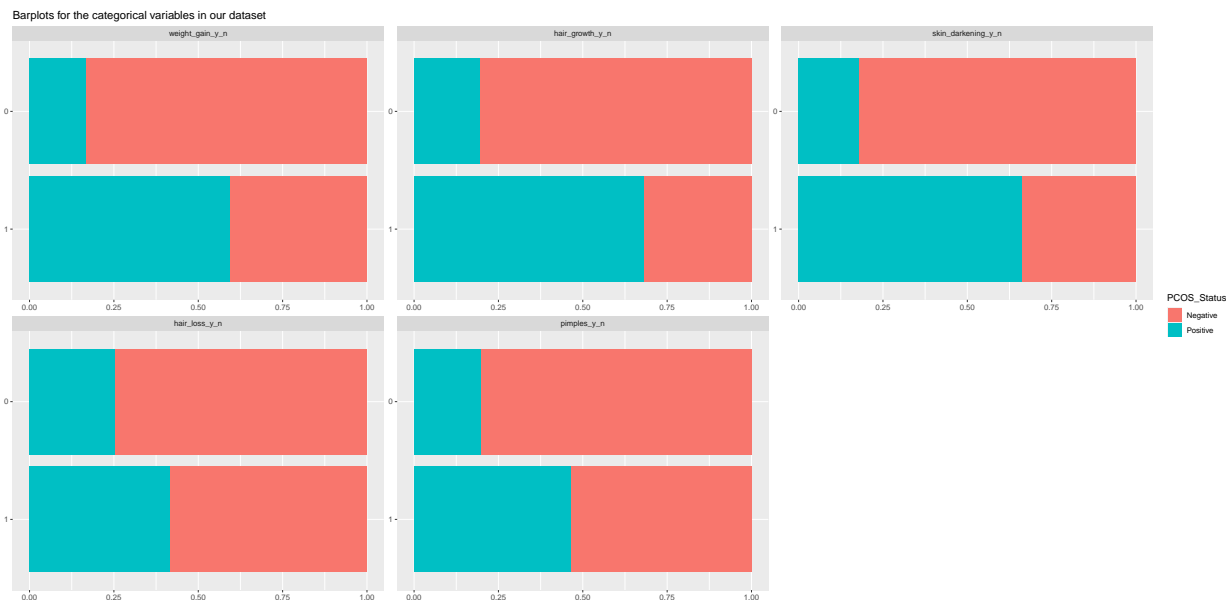 Barplots for the categorical variables in our dataset
weight_gain_y_n
hair_growth_y_n
skin_darkening_y_n
0
1
0.00 0.25 0.50 0.75 1.00
0
1
0.00 0.25 0.50 0.75 1.00
0
1
0.00 0.25 0.50 0.75 1.00
hair_loss_y_n
pimples_y_n
0
1
0.00 0.25 0.50 0.75 1.00
0
1
0.00 0.25 0.50 0.75 1.00
PCOS_Status
Negative
Positive